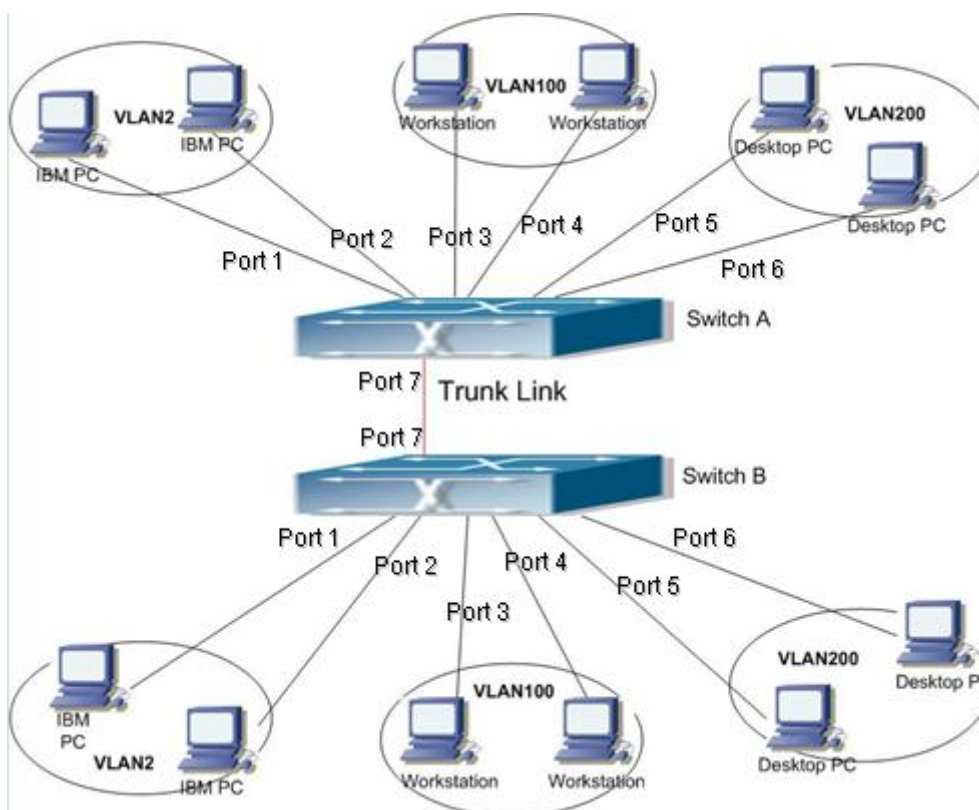 VLAN2
IBM PC
IBM PC
VLAN100
Workstation
Workstation
VLAN200
Desktop PC
Desktop PC
Port 1
Port 2
Port 3
Port 4
Port 5
Port 6
Switch A
Port 7
Trunk Link
Port 7
Switch B
Port 1
Port 2
Port 3
Port 4
Port 5
Port 6
IBM
PC
VLAN2
IBM PC
VLAN100
Workstation
Workstation
VLAN200
Desktop P
Desktop PC